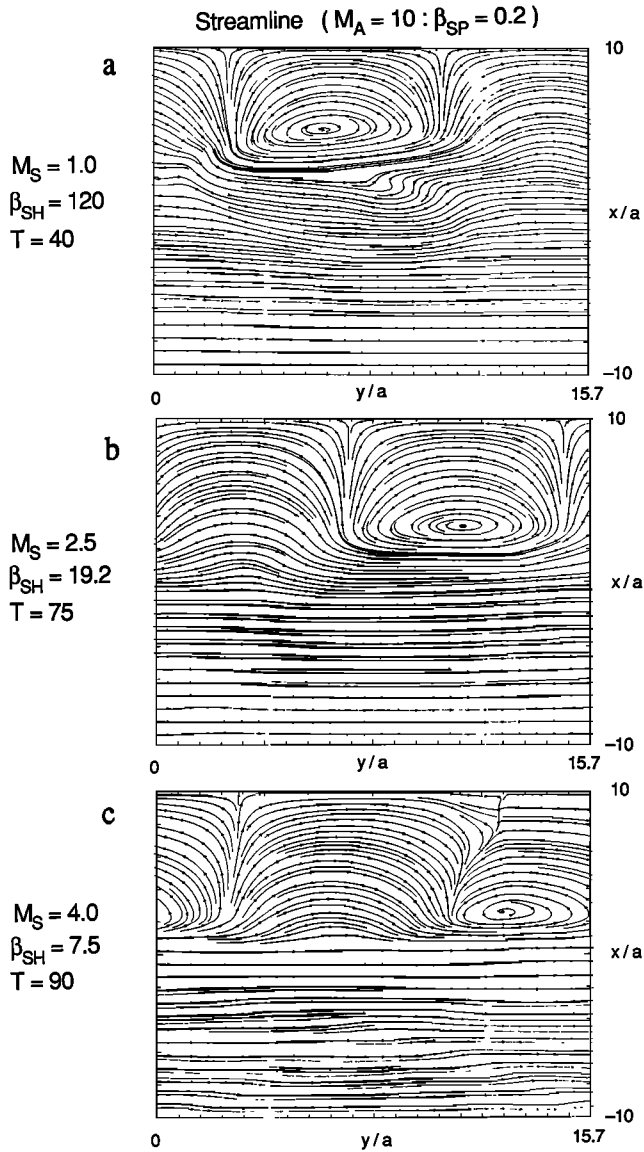 Streamline ( M_A = 10 : β_SP = 0.2 )
a
10
M_S = 1.0
β_SH = 120
T = 40
x/a
-10
0
y/a
15.7
b
10
M_S = 2.5
β_SH = 19.2
T = 75
x/a
-10
0
y/a
15.7
c
10
M_S = 4.0
β_SH = 7.5
T = 90
x/a
-10
0
y/a
15.7